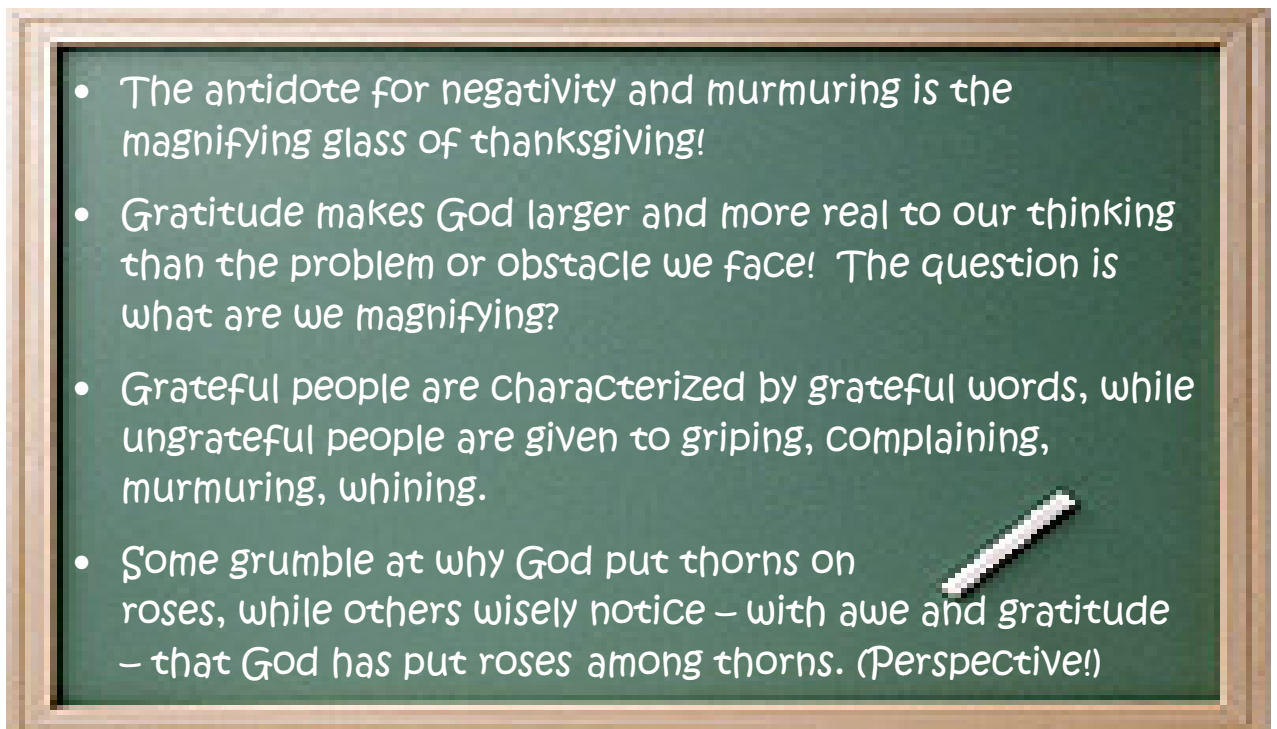 • The antidote for negativity and murmuring is the
magnifying glass of thanksgiving!
• Gratitude makes God larger and more real to our thinking
than the problem or obstacle we face!  The question is
what are we magnifying?
• Grateful people are characterized by grateful words, while
ungrateful people are given to griping, complaining,
murmuring, whining.
• Some grumble at why God put thorns on
roses, while others wisely notice – with awe and gratitude
– that God has put roses among thorns. (Perspective!)